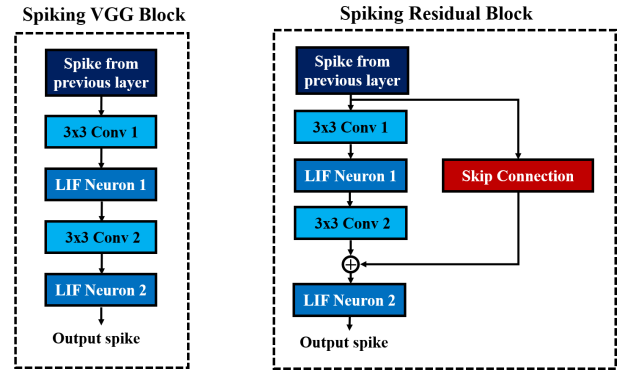 Spiking VGG Block
Spike from
previous layer
3x3 Conv 1
LIF Neuron 1
3x3 Conv 2
LIF Neuron 2
Output spike
Spiking Residual Block
Spike from
previous layer
3x3 Conv 1
LIF Neuron 1
Skip Connection
3x3 Conv 2
+
LIF Neuron 2
Output spike